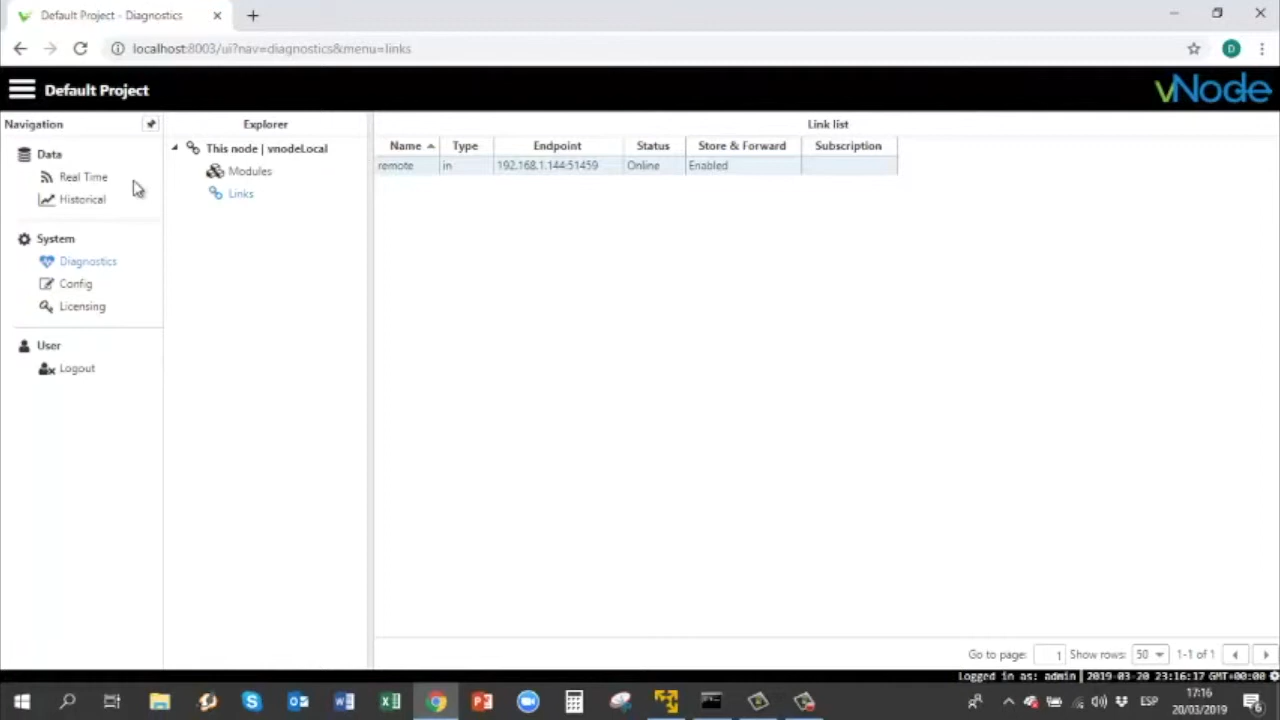 Default Project - Diagnostics
localhost:8003/ui?nav=diagnostics&menu=links
D
Default Project
vNode
Navigation
Explorer
Link list
Data
Real Time
Historical
System
Diagnostics
Config
Licensing
User
Logout
This node | vnodeLocal
Modules
Links
Name Type Endpoint Status Store & Forward Subscription
remote in 192.168.1.144:51459 Online Enabled
Go to page: 1 Show rows: 50 1-1 of 1
Logged in as: admin | 2019-03-20 23:16:17 GMT+00:00
ESP
17:16
20/03/2019
6